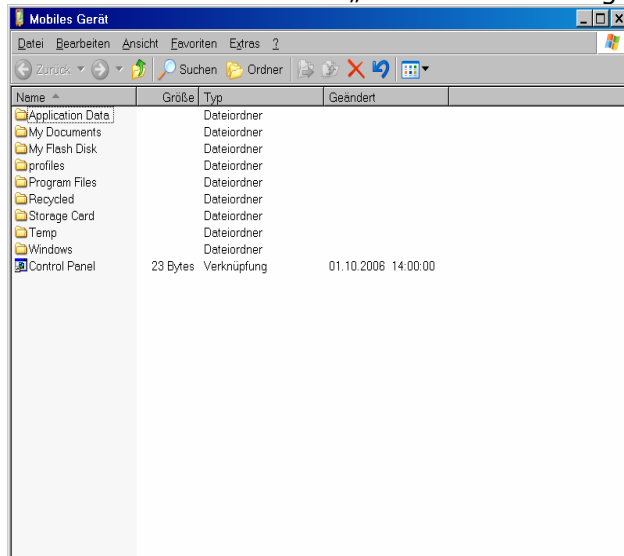 Mobiles Gerät
Datei Bearbeiten Ansicht Favoriten Extras ?
Zurück Suchen Ordner
Name Größe Typ Geändert
Application Data Dateiordner
My Documents Dateiordner
My Flash Disk Dateiordner
profiles Dateiordner
Program Files Dateiordner
Recycled Dateiordner
Storage Card Dateiordner
Temp Dateiordner
Windows Dateiordner
Control Panel 23 Bytes Verknüpfung 01.10.2006 14:00:00